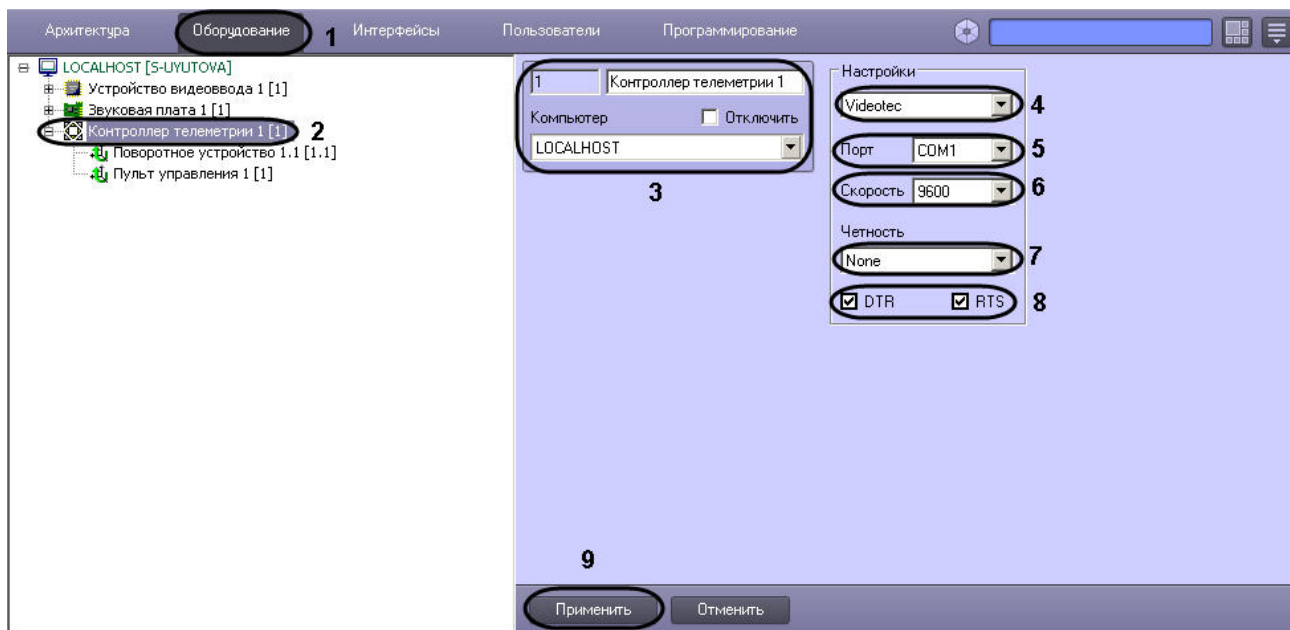 Архитектура Оборудование 1 Интерфейсы Пользователи Программирование
LOCALHOST [S-UYUTOVA]
Устройство видеоввода 1 [1]
Звуковая плата 1 [1]
Контроллер телеметрии 1 [1] 2
Поворотное устройство 1.1 [1.1]
Пульт управления 1 [1]
1 Контроллер телеметрии 1
Компьютер Отключить
LOCALHOST
3
Настройки
Videotec 4
Порт COM1 5
Скорость 9600 6
Четность
None 7
DTR RTS 8
9
Применить Отменить